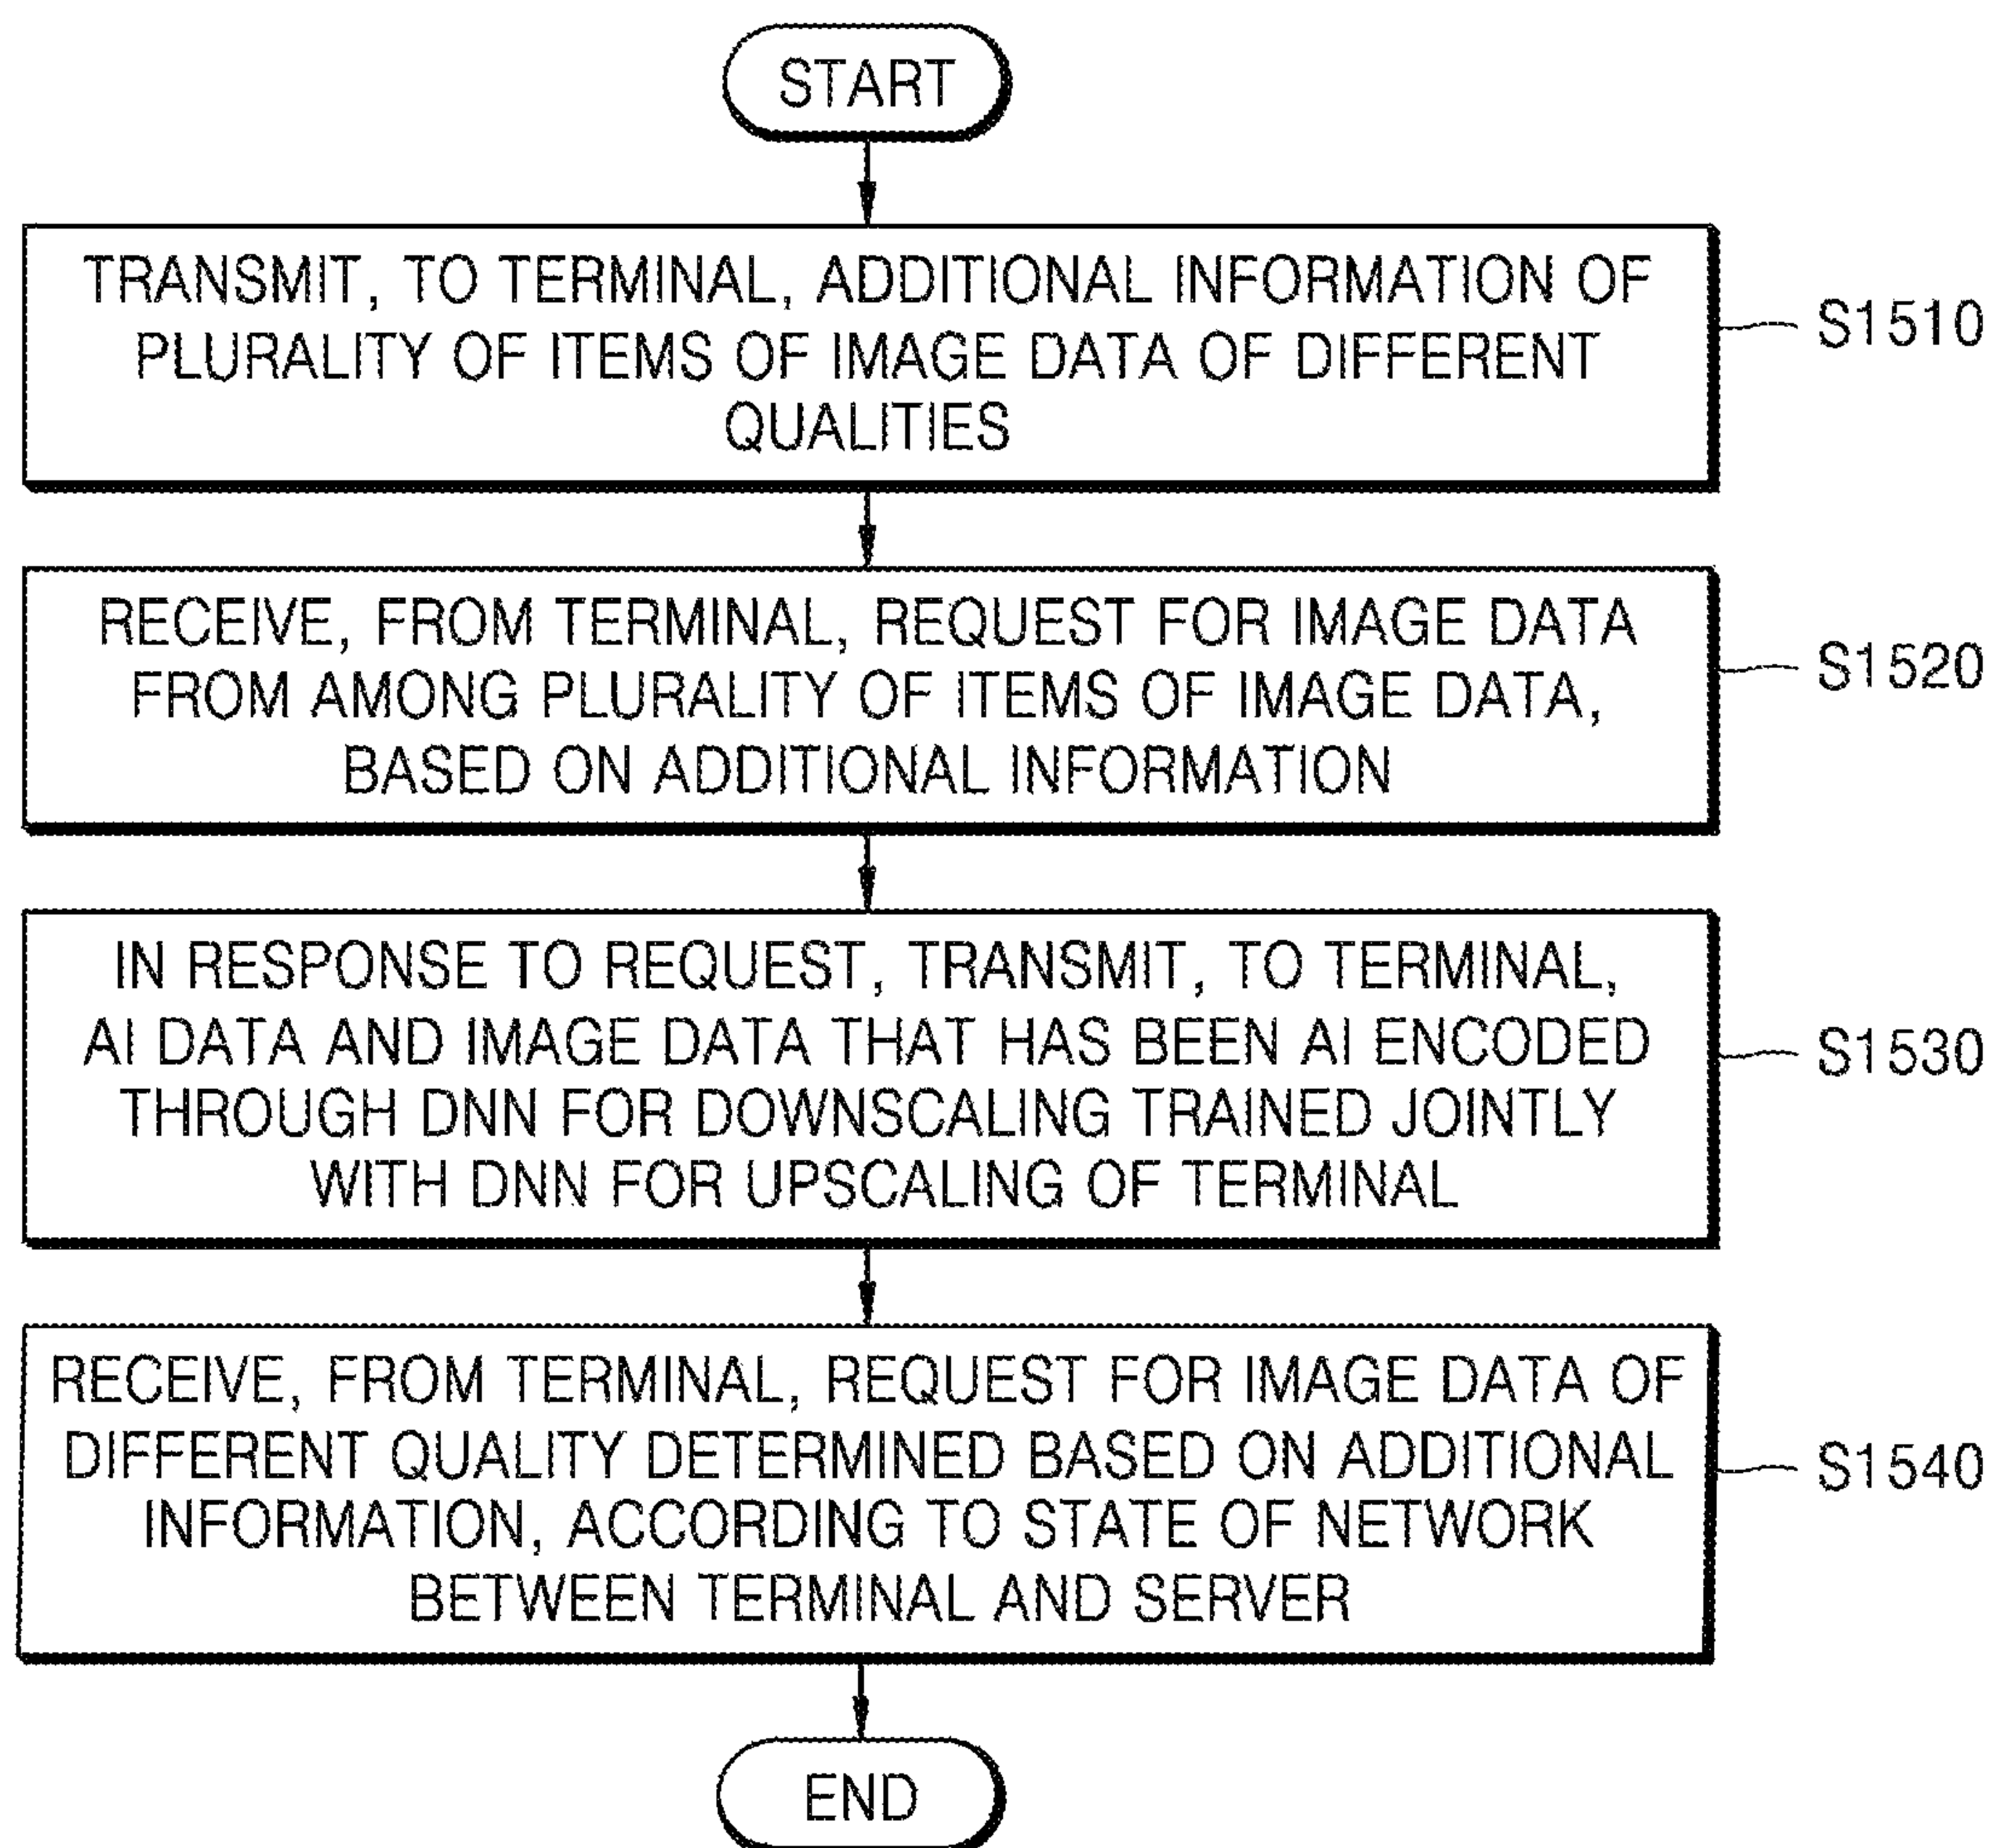 START
TRANSMIT, TO TERMINAL, ADDITIONAL INFORMATION OF
PLURALITY OF ITEMS OF IMAGE DATA OF DIFFERENT
QUALITIES
S1510
RECEIVE, FROM TERMINAL, REQUEST FOR IMAGE DATA
FROM AMONG PLURALITY OF ITEMS OF IMAGE DATA,
BASED ON ADDITIONAL INFORMATION
S1520
IN RESPONSE TO REQUEST, TRANSMIT, TO TERMINAL,
AI DATA AND IMAGE DATA THAT HAS BEEN AI ENCODED
THROUGH DNN FOR DOWNSCALING TRAINED JOINTLY
WITH DNN FOR UPSCALING OF TERMINAL
S1530
RECEIVE, FROM TERMINAL, REQUEST FOR IMAGE DATA OF
DIFFERENT QUALITY DETERMINED BASED ON ADDITIONAL
INFORMATION, ACCORDING TO STATE OF NETWORK
BETWEEN TERMINAL AND SERVER
S1540
END